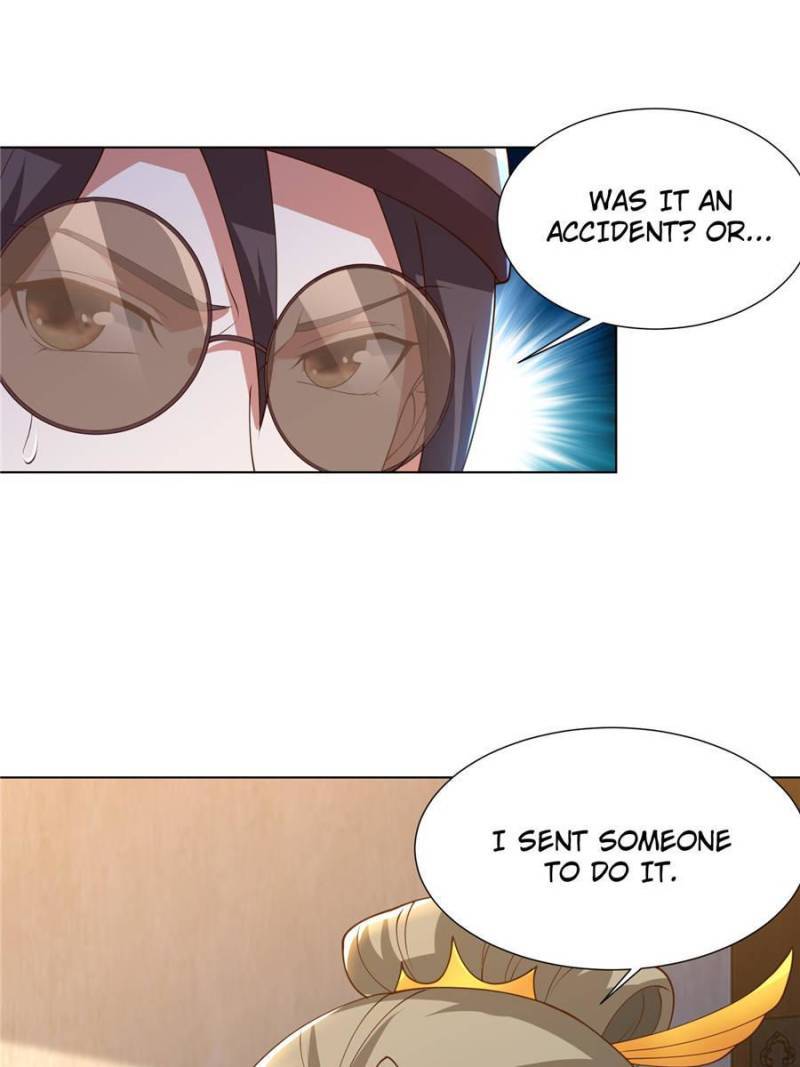 WAS IT AN
ACCIDENT? OR...
I SENT SOMEONE
TO DO IT.